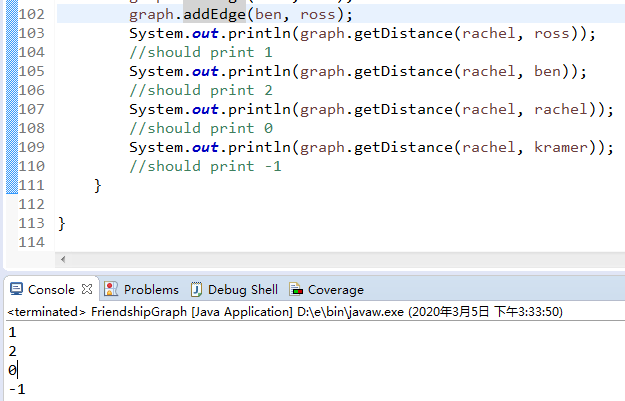 102 graph.addEdge(ben, ross);
103 System.out.println(graph.getDistance(rachel, ross));
104 //should print 1
105 System.out.println(graph.getDistance(rachel, ben));
106 //should print 2
107 System.out.println(graph.getDistance(rachel, rachel));
108 //should print 0
109 System.out.println(graph.getDistance(rachel, kramer));
110 //should print -1
111 }
112
113 }
114
Console Problems Debug Shell Coverage
<terminated> FriendshipGraph [Java Application] D:\e\bin\javaw.exe (2020年3月5日 下午3:33:50)
1
2
0
-1